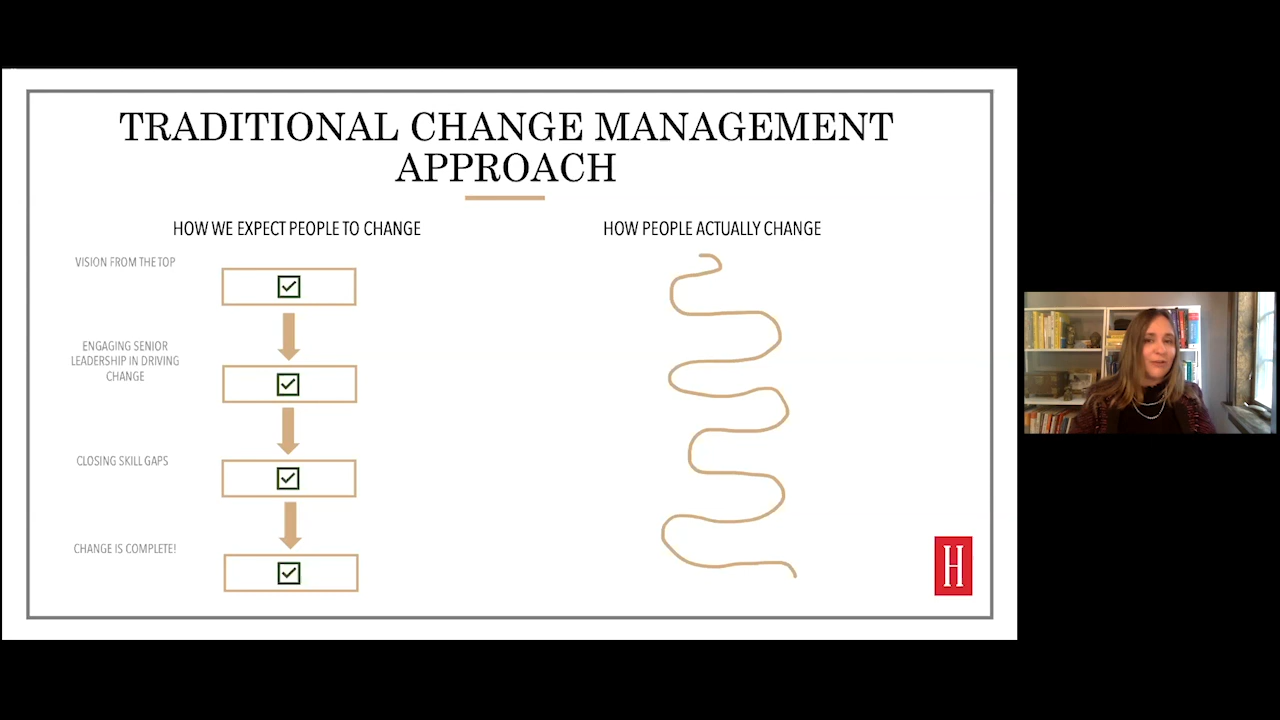 TRADITIONAL CHANGE MANAGEMENT
APPROACH
HOW WE EXPECT PEOPLE TO CHANGE
VISION FROM THE TOP
ENGAGING SENIOR
LEADERSHIP IN DRIVING
CHANGE
CLOSING SKILL GAPS
CHANGE IS COMPLETE!
HOW PEOPLE ACTUALLY CHANGE
H